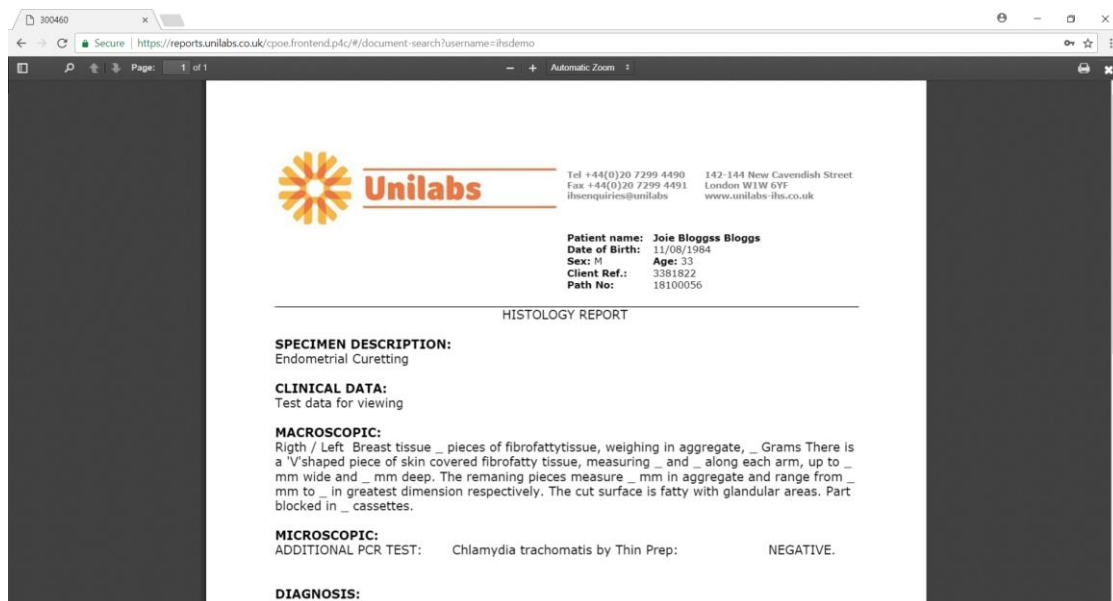 300460
Secure https://reports.unilabs.co.uk/cpoe.frontend.p4c/#/document-search?username=ihsdemo
Page: 1 of 1 Automatic Zoom
Unilabs
Tel +44(0)20 7299 4490 142-144 New Cavendish Street
Fax +44(0)20 7299 4491 London W1W 6YF
ihsenquiries@unilabs www.unilabs-ihs.co.uk
Patient name: Joie Bloggss Bloggs
Date of Birth: 11/08/1984
Sex: M Age: 33
Client Ref.: 3381822
Path No: 18100056
HISTOLOGY REPORT
SPECIMEN DESCRIPTION:
Endometrial Curetting
CLINICAL DATA:
Test data for viewing
MACROSCOPIC:
Rigth / Left Breast tissue _ pieces of fibrofattytissue, weighing in aggregate, _ Grams There is
a 'V'shaped piece of skin covered fibrofatty tissue, measuring _ and _ along each arm, up to _
mm wide and _ mm deep. The remaning pieces measure _ mm in aggregate and range from _
mm to _ in greatest dimension respectively. The cut surface is fatty with glandular areas. Part
blocked in _ cassettes.
MICROSCOPIC:
ADDITIONAL PCR TEST: Chlamydia trachomatis by Thin Prep: NEGATIVE.
DIAGNOSIS: